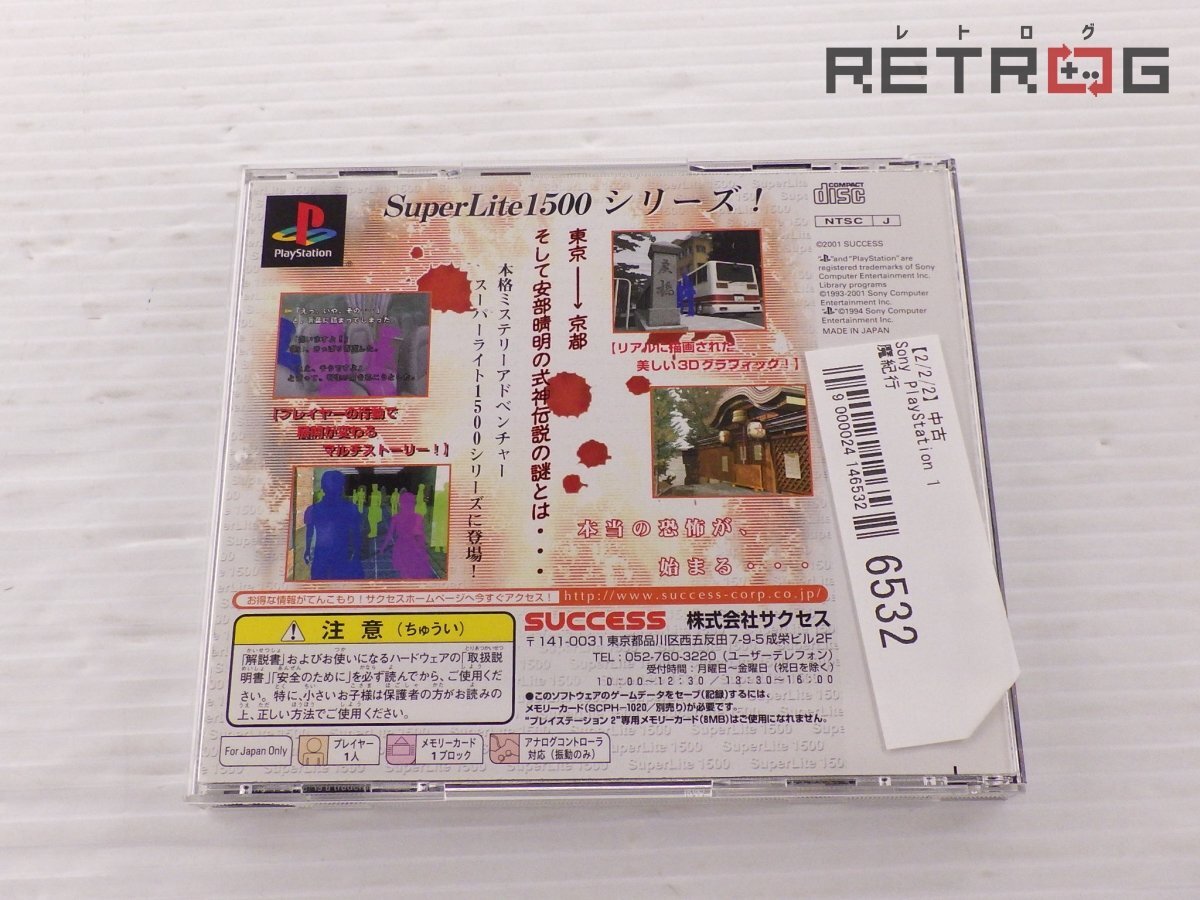 レトログ
RETROG
SuperLite1500 シリーズ！
PlayStation
COMPACT
disc
NTSC J
©2001 SUCCESS
"PS" and "PlayStation" are
registered trademarks of Sony
Computer Entertainment Inc.
Library programs
©1993-2001 Sony Computer
Entertainment Inc.
©1994 Sony Computer
Entertainment Inc.
MADE IN JAPAN
東京→京都
そして安部晴明の式神伝説の謎とは・・・
本格ミステリーアドベンチャー
スーパーライト1500シリーズに登場！
【リアルに描画された
美しい3Dグラフィック！】
【プレイヤーの行動で
展開が変わる
マルチストーリー！】
本当の恐怖が、
始まる・・・・
お得な情報がてんこもり！サクセスホームページへ今すぐアクセス！ http://www.success-corp.co.jp/
注意（ちゅうい）
「解説書」およびお使いになるハードウェアの「取扱説
明書」「安全のために」を必ず読んでから、ご使用くだ
さい。特に、小さいお子様は保護者の方がお読みの
上、正しい方法でご使用ください。
SUCCESS 株式会社サクセス
〒141-0031 東京都品川区西五反田7-9-5成栄ビル2F
TEL：052-760-3220（ユーザーテレフォン）
受付時間：月曜日～金曜日（祝日を除く）
10:00～12:30 / 13:30～16:00
●このソフトウェアのゲームデータをセーブ（記録）するには、
メモリーカード(SCPH-1020/別売り)が必要です。
"プレイステーション 2"専用メモリーカード(8MB)はご使用になれません。
For Japan Only
プレイヤー
1人
メモリーカード
1ブロック
アナログコントローラ
対応（振動のみ）
【2/2/2】中古
Sony PlayStation 1
魔紀行
9 000024 146532
6532